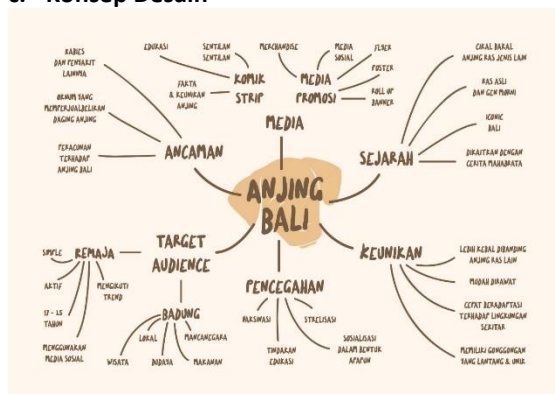 c. Konsep Desain
RABIES
DAN PENYAKIT
LAINNYA
OKNUM YANG
MEMPERJUALBELIKAN
DAGING ANJING
PERACUNAN
TERHADAP
ANJING BALI
ANCAMAN
EDUKASI
SENTILAN
SENTILAN
FAKTA
& KEUNIKAN
ANJING
KOMIK
STRIP
MERCHANDISE
MEDIA
SOSIAL
FLYER
POSTER
ROLL UP
BANNER
MEDIA
PROMOSI
MEDIA
CIKAL BAKAL
ANJING RAS JENIS LAIN
RAS ASLI
DAN GEN MURNI
ICONIC
BALI
DIKAITKAN DENGAN
CERITA MAHABRATA
SEJARAH
ANJING
BALI
SIMPLE
REMAJA
AKTIF
MENGIKUTI
TREND
17 - 25
TAHUN
MENGGUNAKAN
MEDIA SOSIAL
TARGET
AUDIENCE
BADUNG
LOKAL
MANCANEGARA
WISATA
BUDAYA
MAKANAN
PENCEGAHAN
VAKSINASI
STRELISASI
TINDAKAN
EDUKASI
SOSIALISASI
DALAM BENTUK
APAPUN
KEUNIKAN
LEBIH KEBAL DIBANDING
ANJING RAS LAIN
MUDAH DIRAWAT
CEPAT BERADAPTASI
TERHADAP LINGKUNGAN
SEKITAR
MEMILIKI GONGGONGAN
YANG LANTANG & UNIK